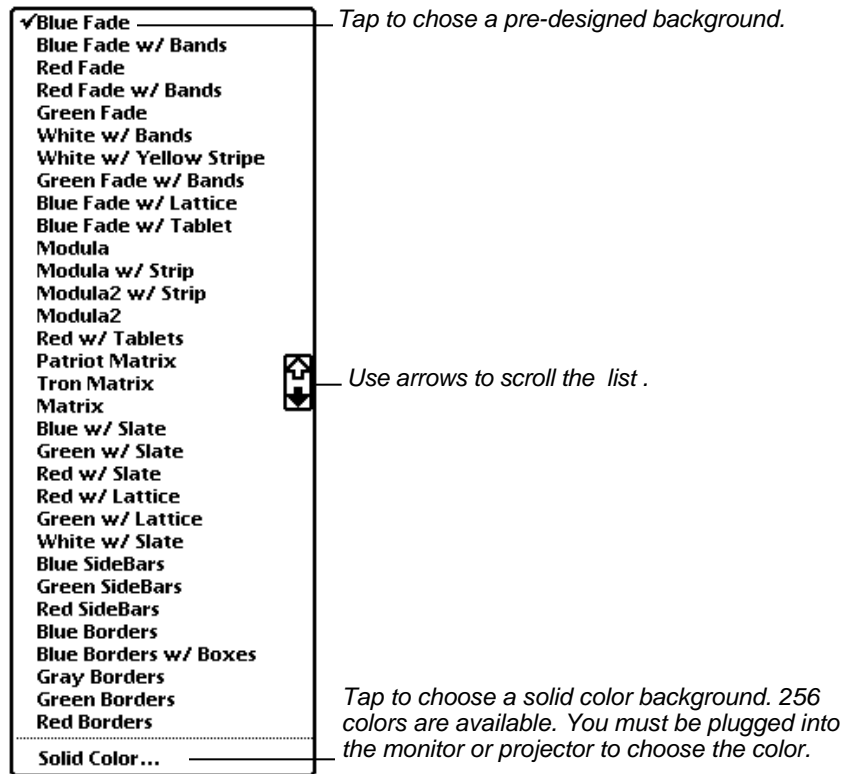 ✓Blue Fade
Tap to chose a pre-designed background.
Blue Fade w/ Bands
Red Fade
Red Fade w/ Bands
Green Fade
White w/ Bands
White w/ Yellow Stripe
Green Fade w/ Bands
Blue Fade w/ Lattice
Blue Fade w/ Tablet
Modula
Modula w/ Strip
Modula2 w/ Strip
Modula2
Red w/ Tablets
Patriot Matrix
Tron Matrix
Use arrows to scroll the list .
Matrix
Blue w/ Slate
Green w/ Slate
Red w/ Slate
Red w/ Lattice
Green w/ Lattice
White w/ Slate
Blue SideBars
Green SideBars
Red SideBars
Blue Borders
Blue Borders w/ Boxes
Gray Borders
Green Borders
Red Borders
Solid Color...
Tap to choose a solid color background. 256
colors are available. You must be plugged into
the monitor or projector to choose the color.